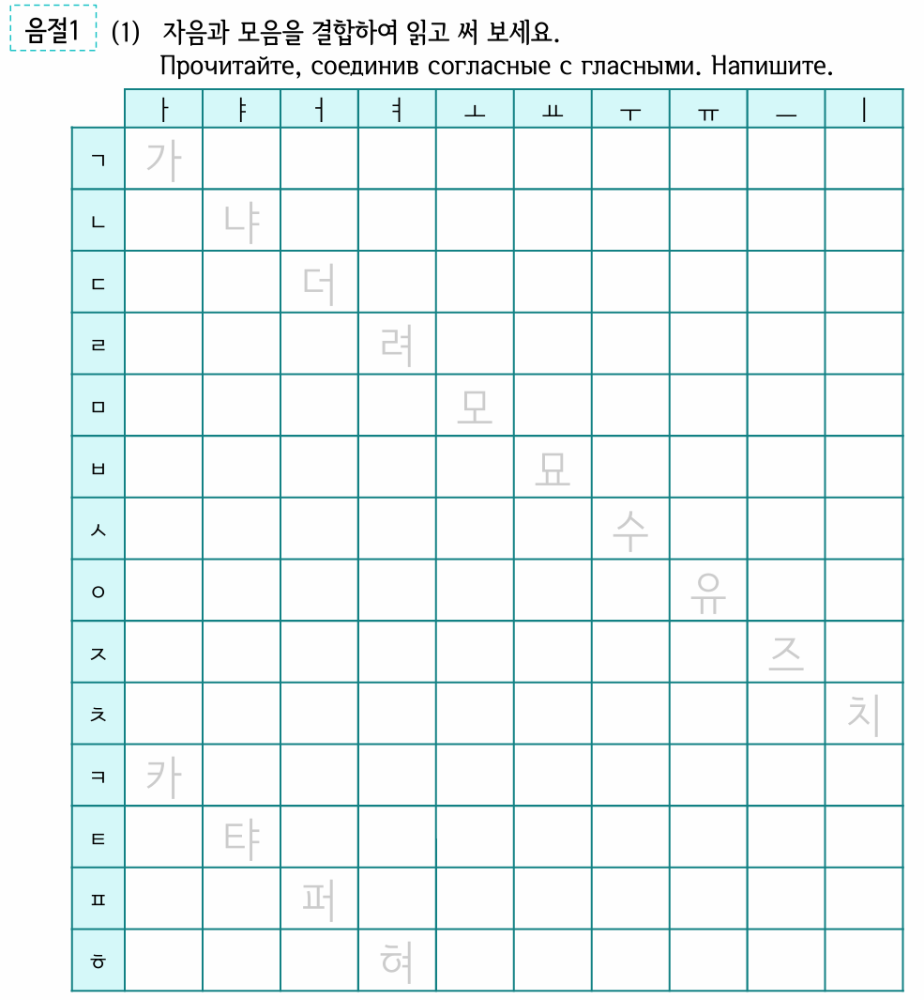 음절1 (1) 자음과 모음을 결합하여 읽고 써 보세요.
Прочитайте, соединив согласные с гласными. Напишите.
ㅏ ㅑ ㅓ ㅕ ㅗ ㅛ ㅜ ㅠ ㅡ ㅣ
ㄱ 가
ㄴ 냐
ㄷ 더
ㄹ 려
ㅁ 모
ㅂ 묘
ㅅ 수
ㅇ 유
ㅈ 즈
ㅊ 치
ㅋ 카
ㅌ 탸
ㅍ 퍼
ㅎ 혀